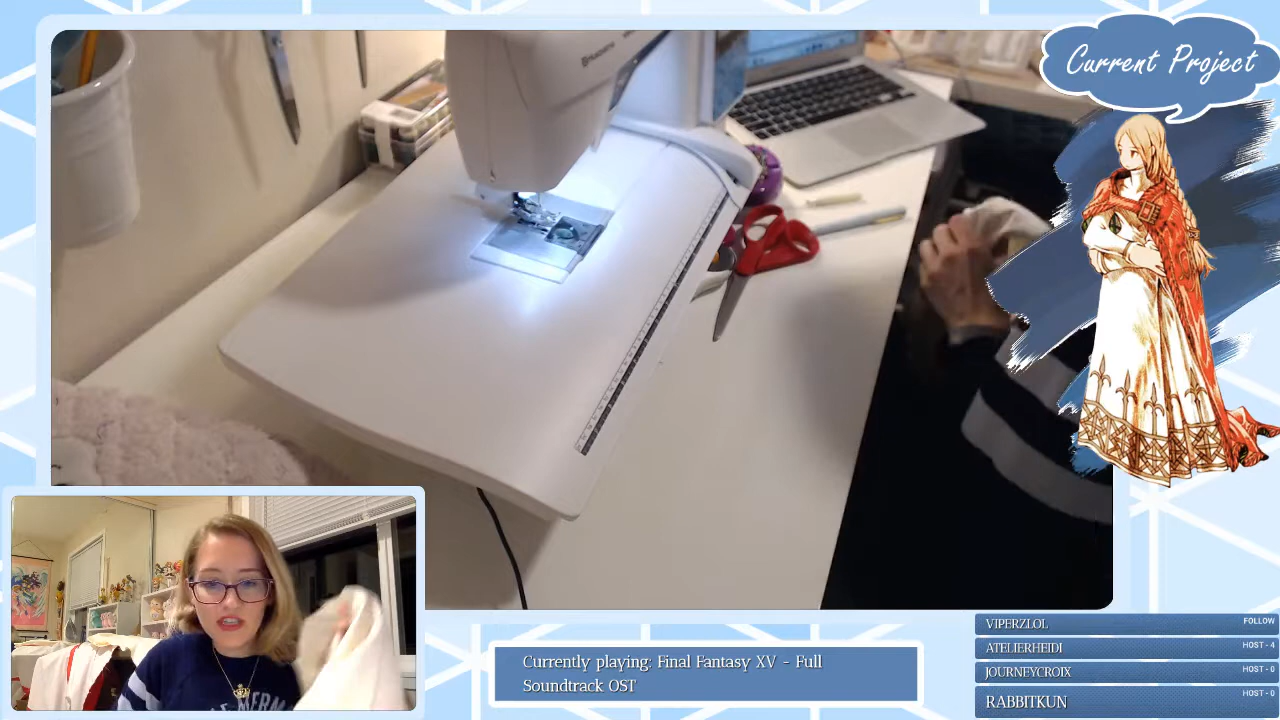 Current Project
VIPERZLOL FOLLOW
ATELIERHEIDI HOST - 4
JOURNEYCROIX HOST - 0
RABBITKUN HOST - 0
Currently playing: Final Fantasy XV - Full
Soundtrack OST